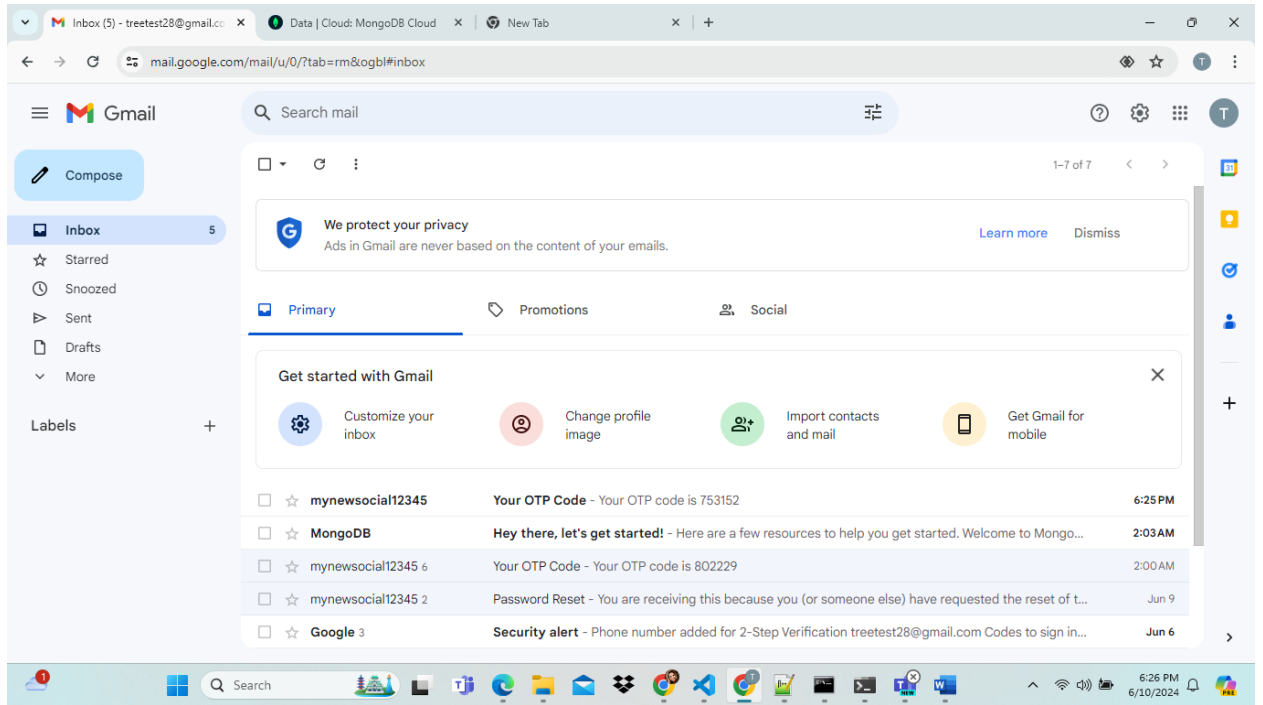 Inbox (5) - treetest28@gmail.co
Data | Cloud: MongoDB Cloud
New Tab
mail.google.com/mail/u/0/?tab=rm&ogbl#inbox
T
Gmail
Search mail
T
Compose
1–7 of 7
31
Inbox 5
Starred
Snoozed
Sent
Drafts
More
Labels
G
We protect your privacy
Ads in Gmail are never based on the content of your emails.
Learn more
Dismiss
Primary
Promotions
Social
Get started with Gmail
Customize your
inbox
Change profile
image
Import contacts
and mail
Get Gmail for
mobile
mynewsocial12345 Your OTP Code - Your OTP code is 753152 6:25 PM
MongoDB Hey there, let's get started! - Here are a few resources to help you get started. Welcome to Mongo... 2:03 AM
mynewsocial12345 6 Your OTP Code - Your OTP code is 802229 2:00 AM
mynewsocial12345 2 Password Reset - You are receiving this because you (or someone else) have requested the reset of t... Jun 9
Google 3 Security alert - Phone number added for 2-Step Verification treetest28@gmail.com Codes to sign in... Jun 6
1
Search
T
NEW
W
6:26 PM
6/10/2024
PRE